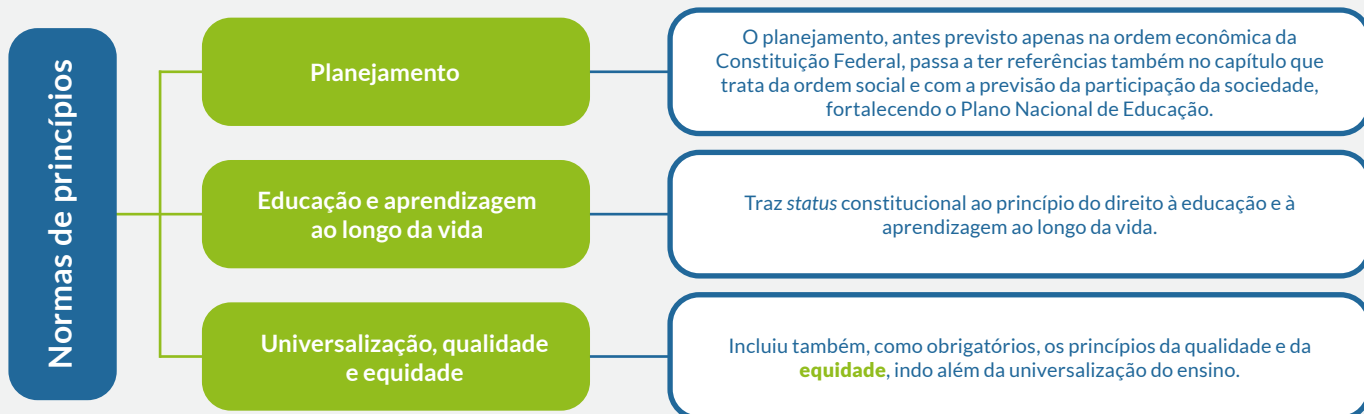 Normas de princípios
Planejamento
O planejamento, antes previsto apenas na ordem econômica da
Constituição Federal, passa a ter referências também no capítulo que
trata da ordem social e com a previsão da participação da sociedade,
fortalecendo o Plano Nacional de Educação.
Educação e aprendizagem
ao longo da vida
Traz status constitucional ao princípio do direito à educação e à
aprendizagem ao longo da vida.
Universalização, qualidade
e equidade
Incluiu também, como obrigatórios, os princípios da qualidade e da
equidade, indo além da universalização do ensino.